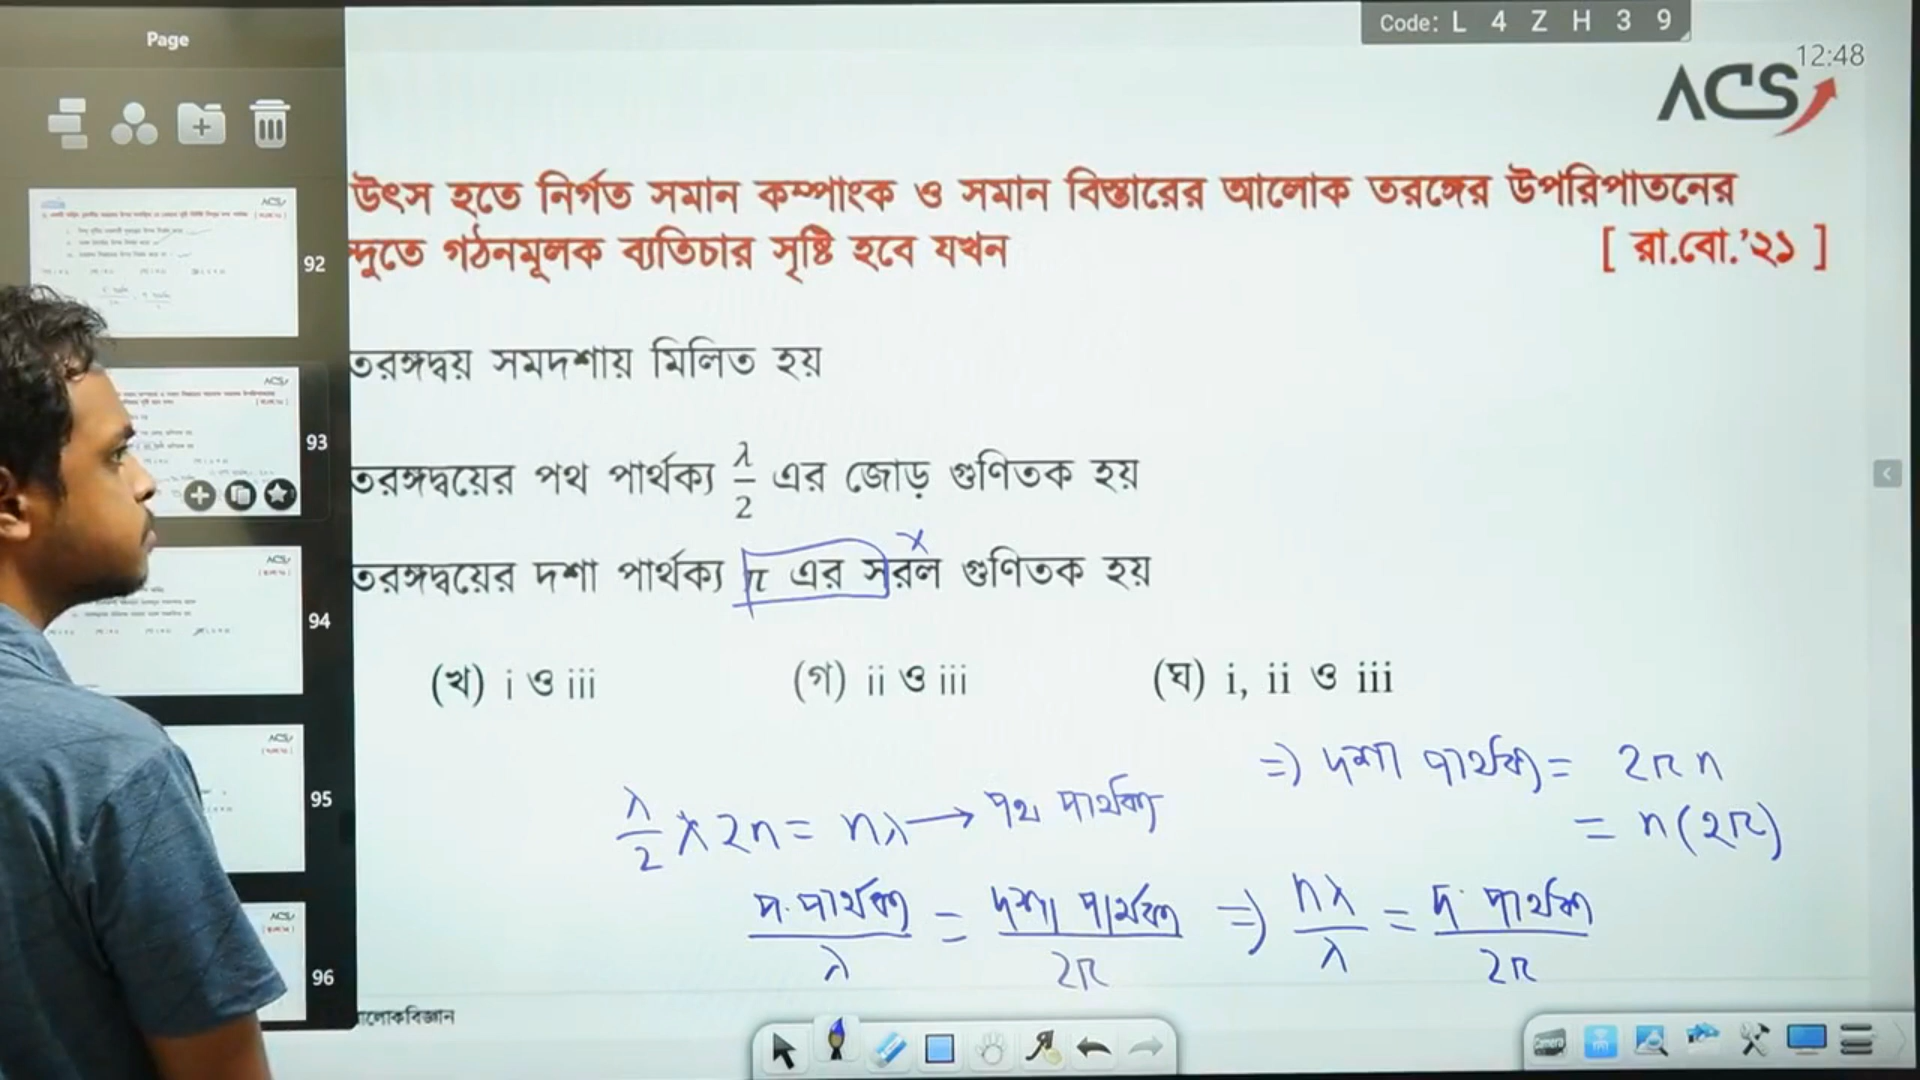 Page
Code: L 4 Z H 3 9
12:48
ACS
উৎস হতে নির্গত সমান কম্পাংক ও সমান বিস্তারের আলোক তরঙ্গের উপরিপাতনের
ন্দুতে গঠনমূলক ব্যতিচার সৃষ্টি হবে যখন
[ রা.বো.'২১ ]
92
তরঙ্গদ্বয় সমদশায় মিলিত হয়
93
তরঙ্গদ্বয়ের পথ পার্থক্য λ/2 এর জোড় গুণিতক হয়
x
তরঙ্গদ্বয়ের দশা পার্থক্য π এর সরল গুণিতক হয়
94
(খ) i ও iii
(গ) ii ও iii
(ঘ) i, ii ও iii
95
⇒ দশা পার্থক্য = 2π n
= n(2π)
λ/2 × 2n = nλ → পথ পার্থক্য
প. পার্থক্য/λ = দশা পার্থক্য/2π ⇒ nλ/λ = দ. পার্থক্য/2π
96
লোকবিজ্ঞান